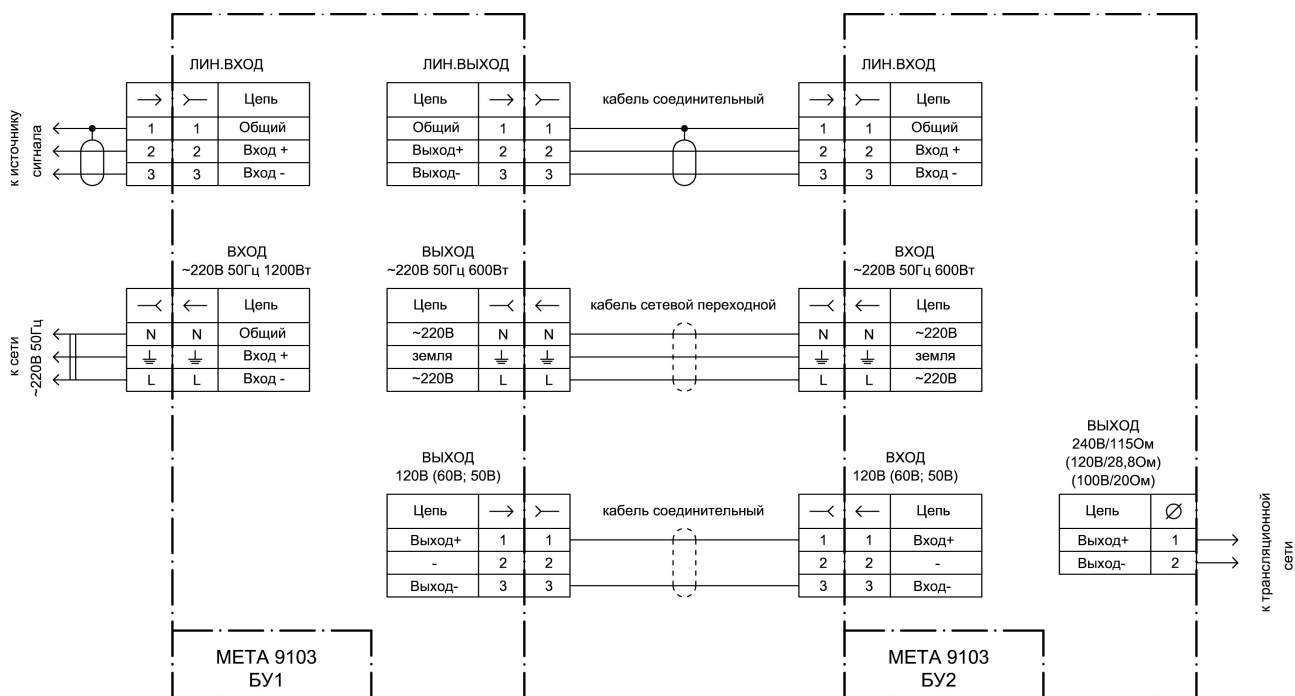 ЛИН.ВХОД
Цепь
1 1 Общий
2 2 Вход +
3 3 Вход -
к источнику
сигнала
ЛИН.ВЫХОД
Цепь
Общий 1 1
Выход+ 2 2
Выход- 3 3
кабель соединительный
ЛИН.ВХОД
Цепь
1 1 Общий
2 2 Вход +
3 3 Вход -
ВХОД
~220В 50Гц 1200Вт
Цепь
N N Общий
Вход +
L L Вход -
к сети
~220В 50Гц
ВЫХОД
~220В 50Гц 600Вт
Цепь
~220В N N
земля
~220В L L
кабель сетевой переходной
ВХОД
~220В 50Гц 600Вт
Цепь
N N ~220В
земля
L L ~220В
ВЫХОД
120В (60В; 50В)
Цепь
Выход+ 1 1
- 2 2
Выход- 3 3
кабель соединительный
ВХОД
120В (60В; 50В)
Цепь
1 1 Вход+
2 2 -
3 3 Вход-
ВЫХОД
240В/115Ом
(120В/28,8Ом)
(100В/20Ом)
Цепь Ø
Выход+ 1
Выход- 2
к трансляционной
сети
МЕТА 9103
БУ1
МЕТА 9103
БУ2